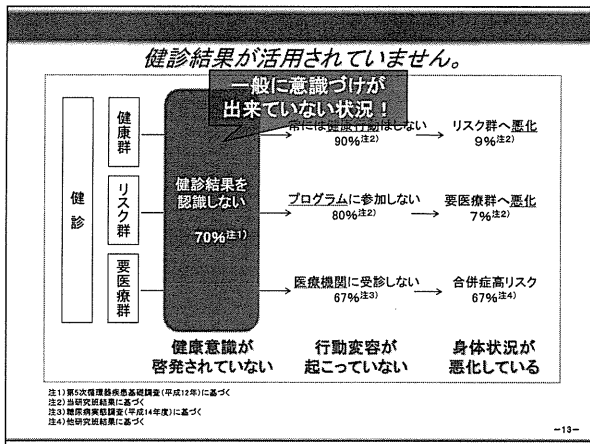 健診結果が活用されていません。
一般に意識づけが
出来ていない状況！
健診
健康群
リスク群
要医療群
健診結果を
認識しない
70%注1)
常には健康行動はしない
90%注2)
リスク群へ悪化
9%注2)
プログラムに参加しない
80%注2)
要医療群へ悪化
7%注2)
医療機関に受診しない
67%注3)
合併症高リスク
67%注4)
健康意識が
啓発されていない
行動変容が
起こっていない
身体状況が
悪化している
注1)第5次循環器疾患基礎調査(平成12年)に基づく
注2)当研究班結果に基づく
注3)糖尿病実態調査(平成14年度)に基づく
注4)他研究班結果に基づく
-13-